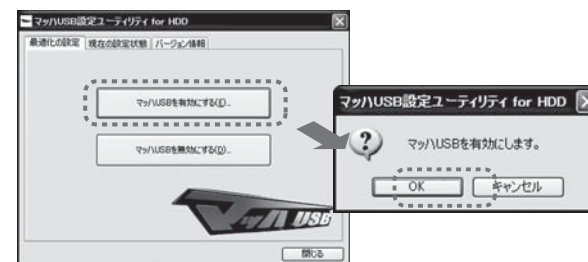 マッハUSB設定ユーティリティ for HDD
最適化の設定 現在の設定状態 バージョン情報
マッハUSBを有効にする(E)...
マッハUSBを無効にする(D)...
マッハ USB
閉じる
マッハUSB設定ユーティリティ for HDD
マッハUSBを有効にします。
OK キャンセル